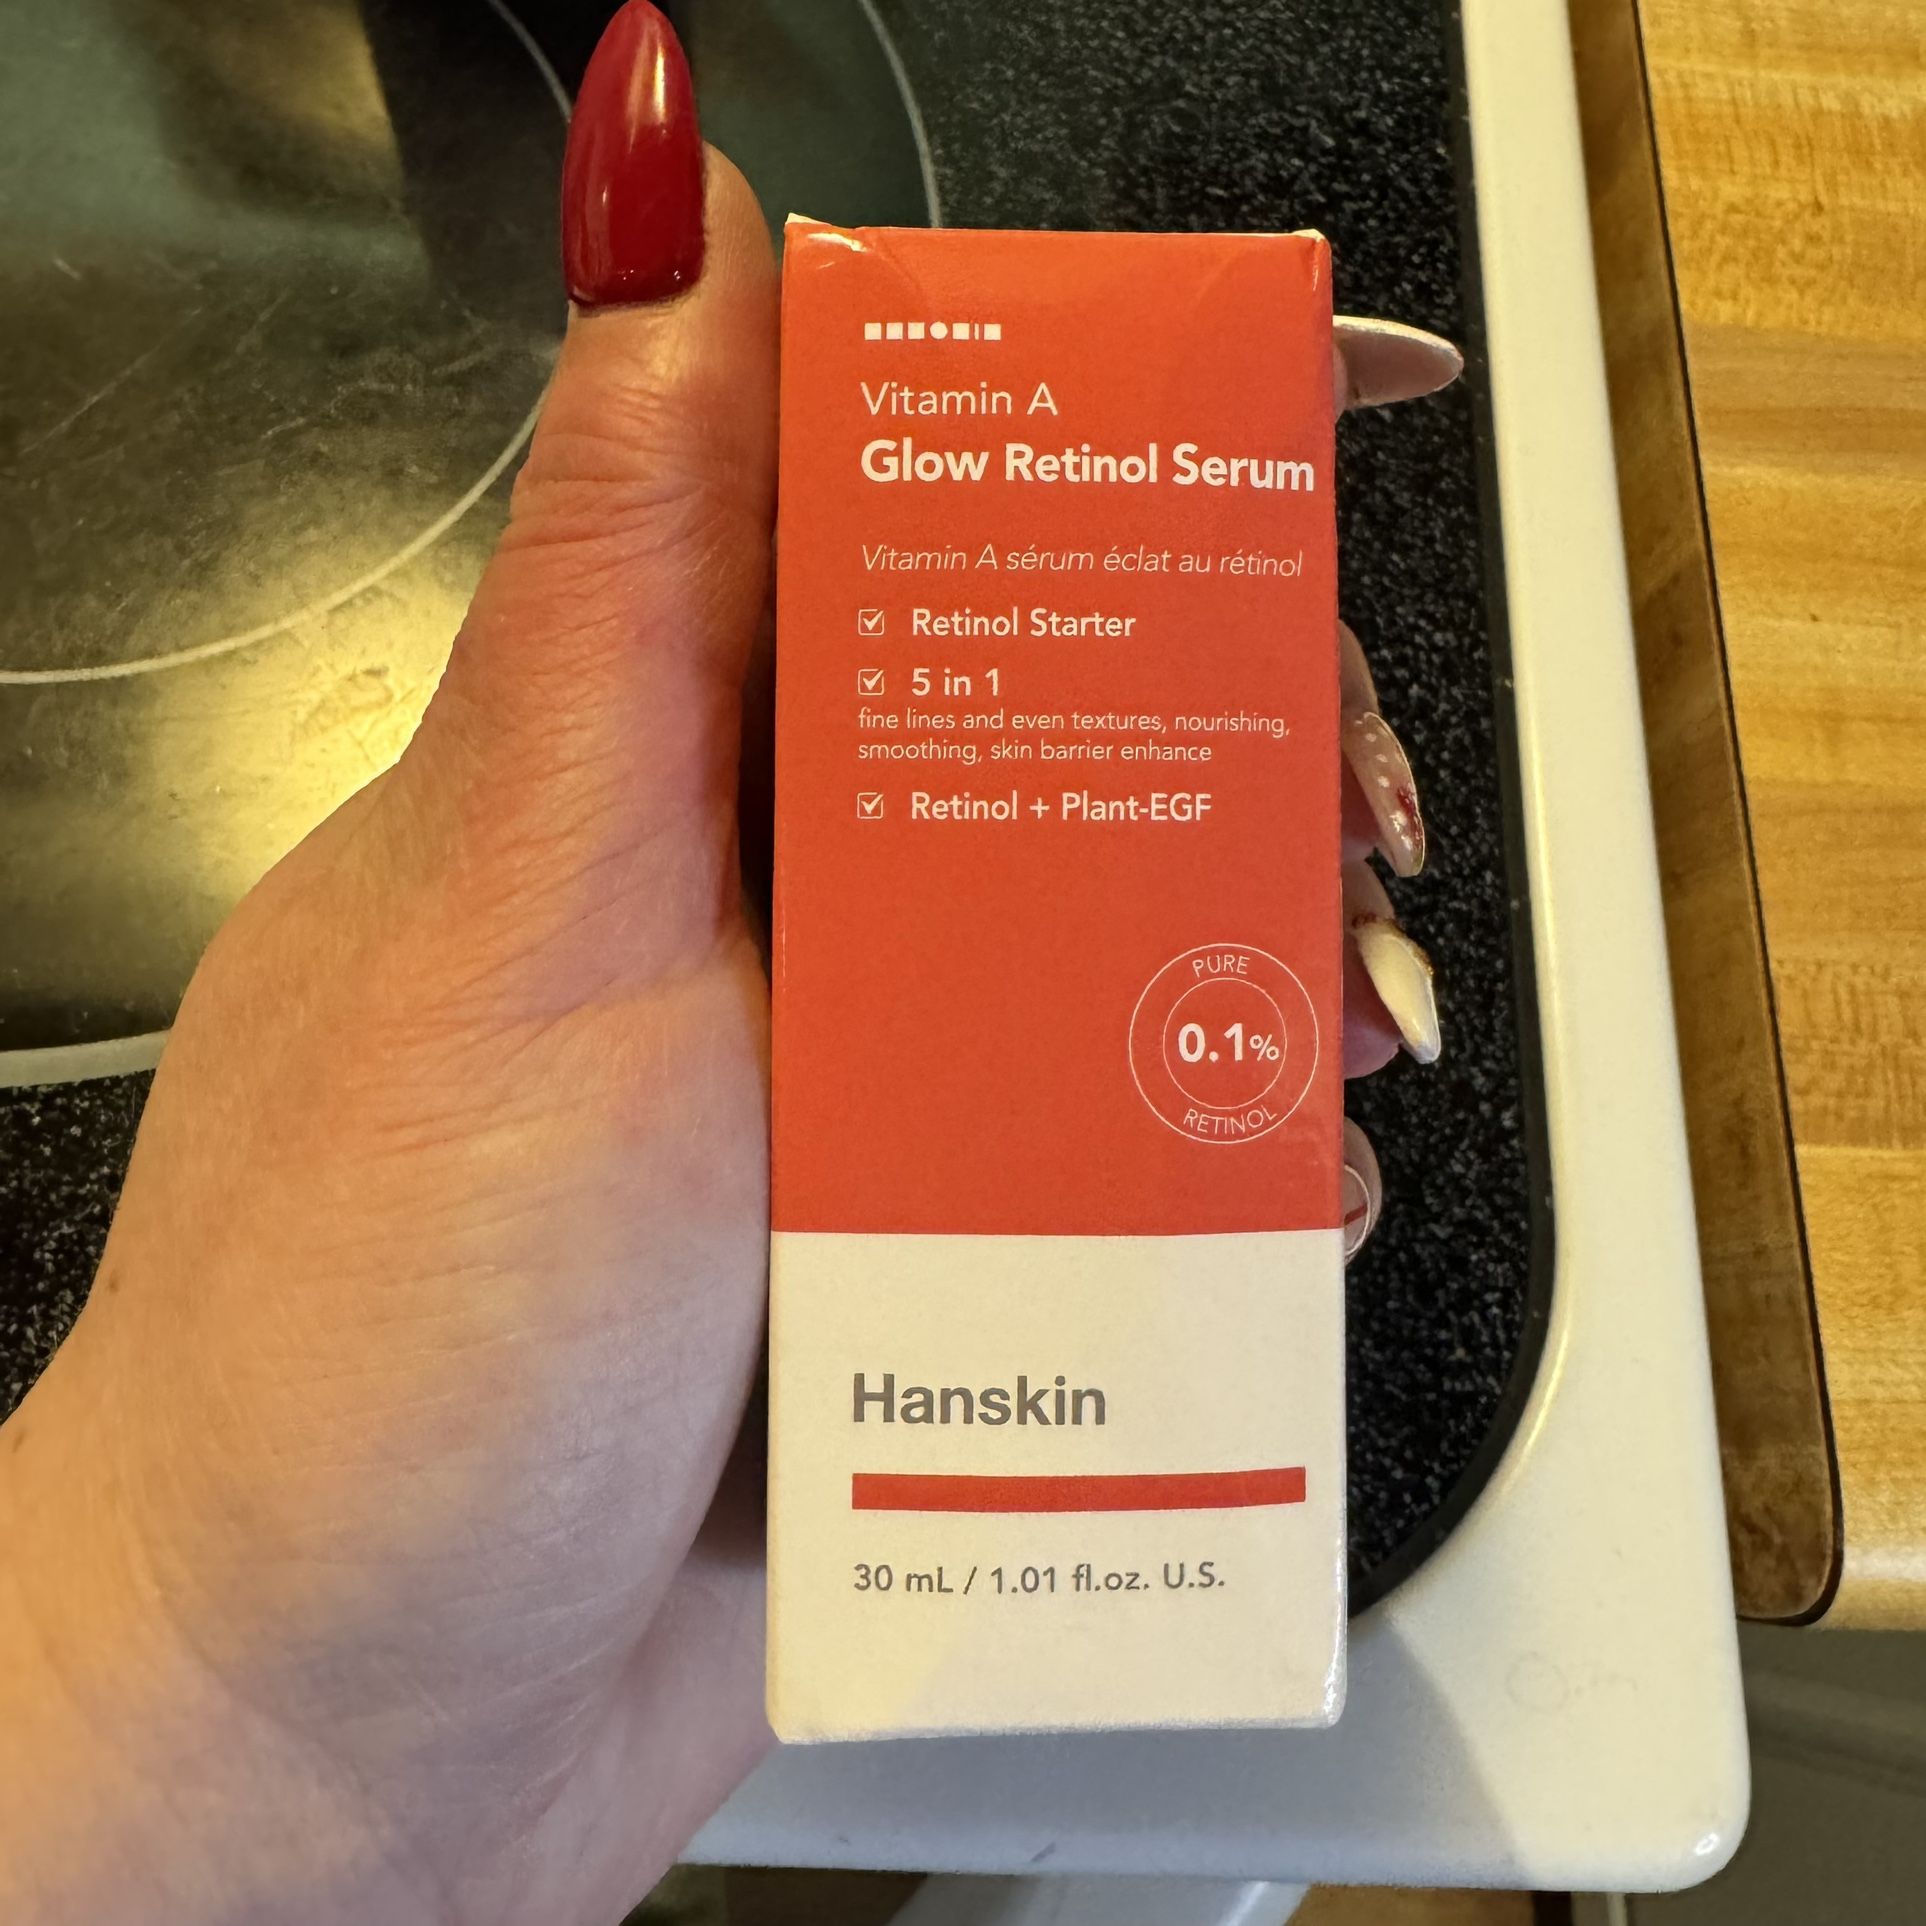 Vitamin A
Glow Retinol Serum
Vitamin A sérum éclat au rétinol
Retinol Starter
5 in 1
fine lines and even textures, nourishing,
smoothing, skin barrier enhance
Retinol + Plant-EGF
PURE
0.1%
RETINOL
Hanskin
30 mL / 1.01 fl.oz. U.S.